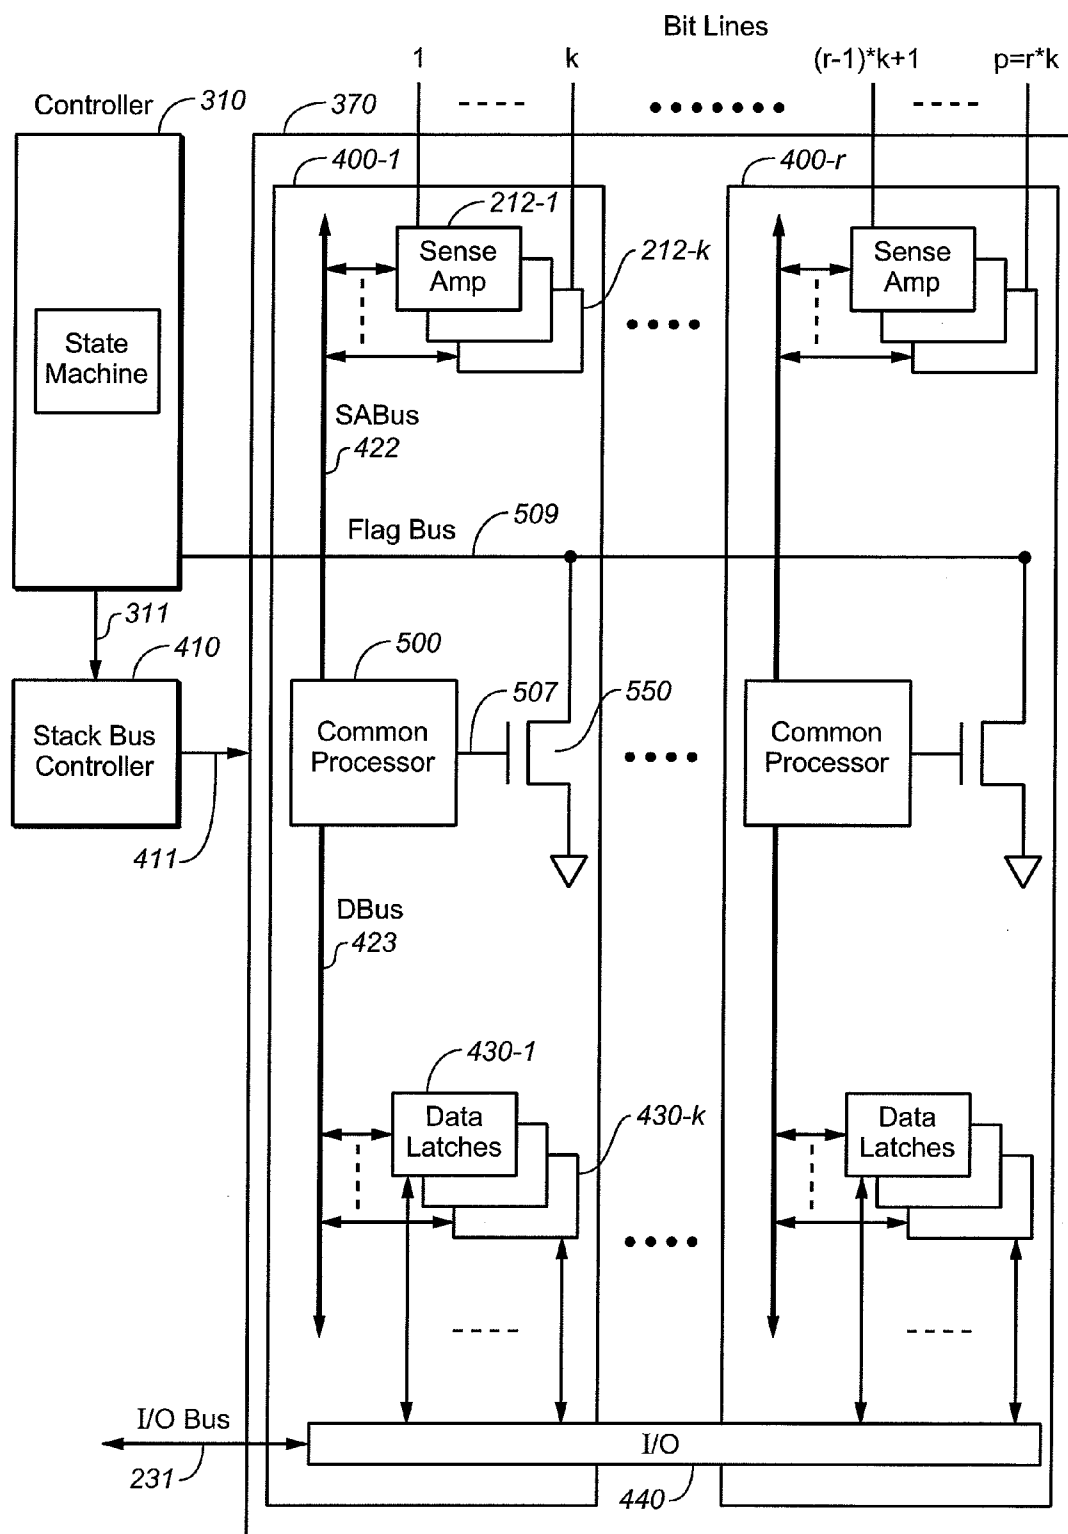 Bit Lines
1
k
(r-1)*k+1
p=r*k
Controller
310
370
400-1
400-r
212-1
Sense
Amp
212-k
Sense
Amp
State
Machine
SABus
422
Flag Bus
509
311
410
500
507
550
Stack Bus
Controller
Common
Processor
Common
Processor
411
DBus
423
430-1
Data
Latches
430-k
Data
Latches
I/O Bus
I/O
231
440